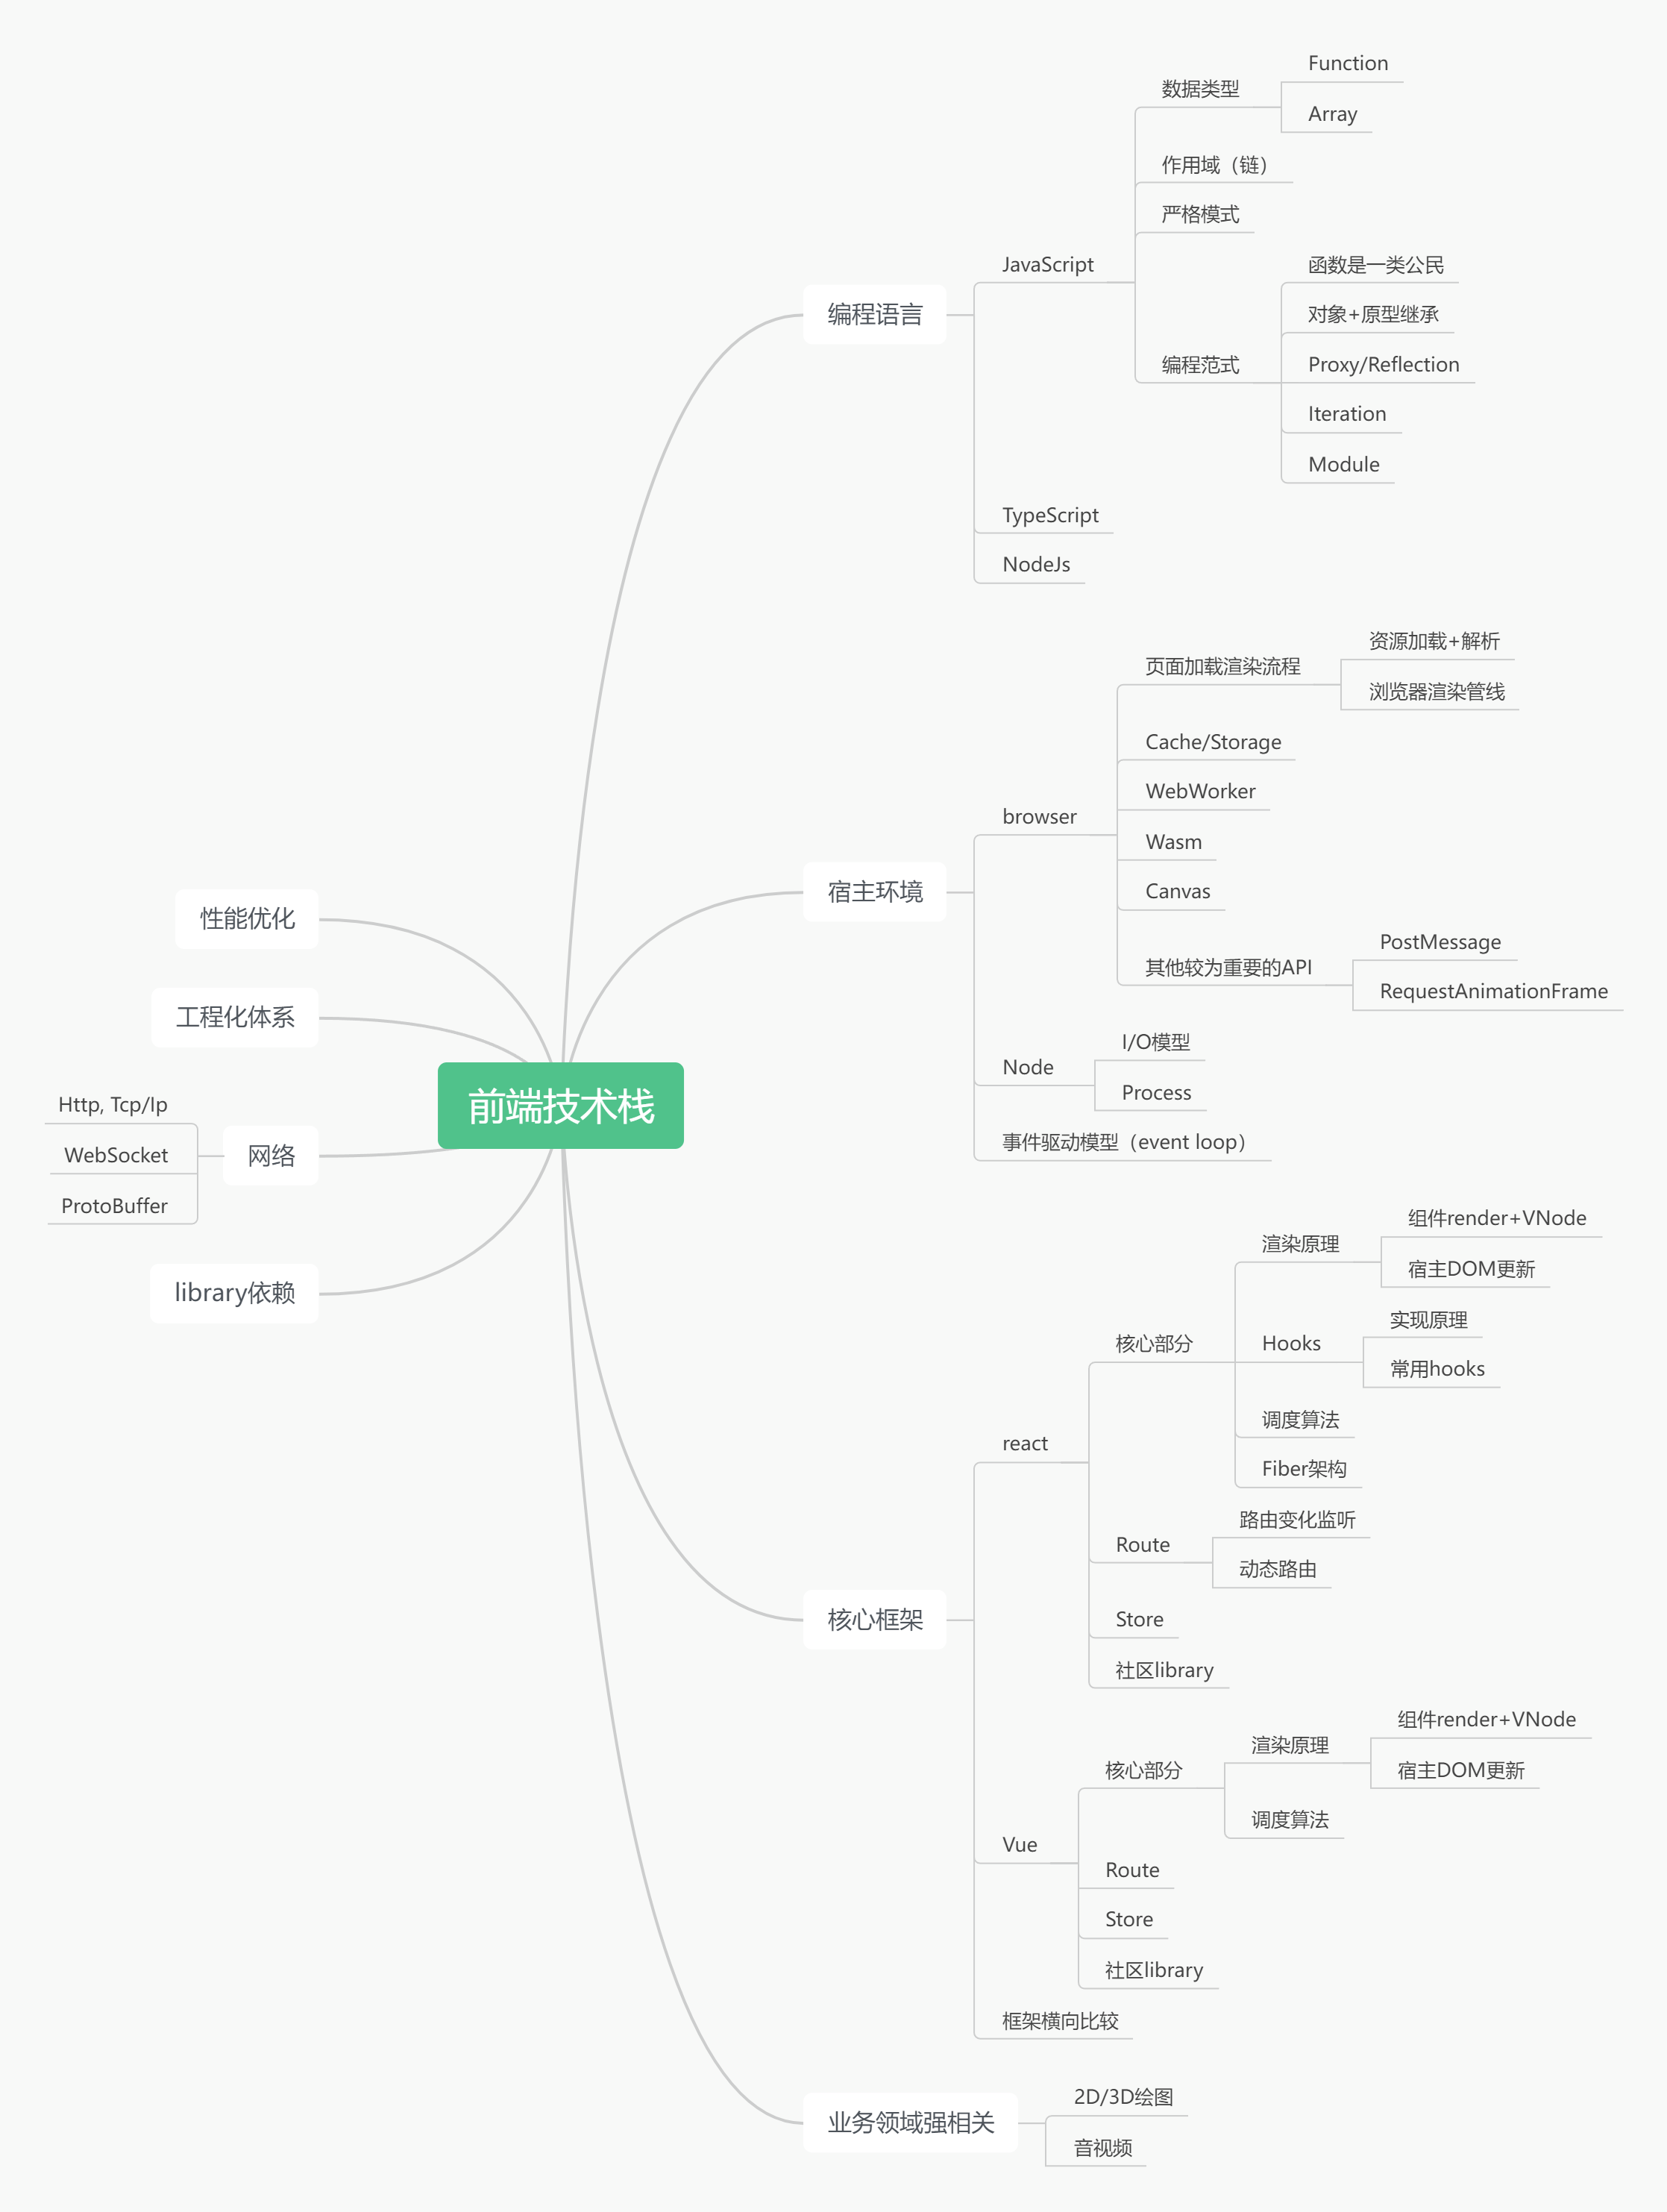 前端技术栈
编程语言
JavaScript
数据类型
Function
Array
作用域（链）
严格模式
编程范式
函数是一类公民
对象+原型继承
Proxy/Reflection
Iteration
Module
TypeScript
NodeJs
宿主环境
browser
页面加载渲染流程
资源加载+解析
浏览器渲染管线
Cache/Storage
WebWorker
Wasm
Canvas
其他较为重要的API
PostMessage
RequestAnimationFrame
Node
I/O模型
Process
事件驱动模型（event loop）
核心框架
react
核心部分
渲染原理
组件render+VNode
宿主DOM更新
Hooks
实现原理
常用hooks
调度算法
Fiber架构
Route
路由变化监听
动态路由
Store
社区library
Vue
核心部分
渲染原理
组件render+VNode
宿主DOM更新
调度算法
Route
Store
社区library
框架横向比较
业务领域强相关
2D/3D绘图
音视频
性能优化
工程化体系
网络
Http, Tcp/Ip
WebSocket
ProtoBuffer
library依赖